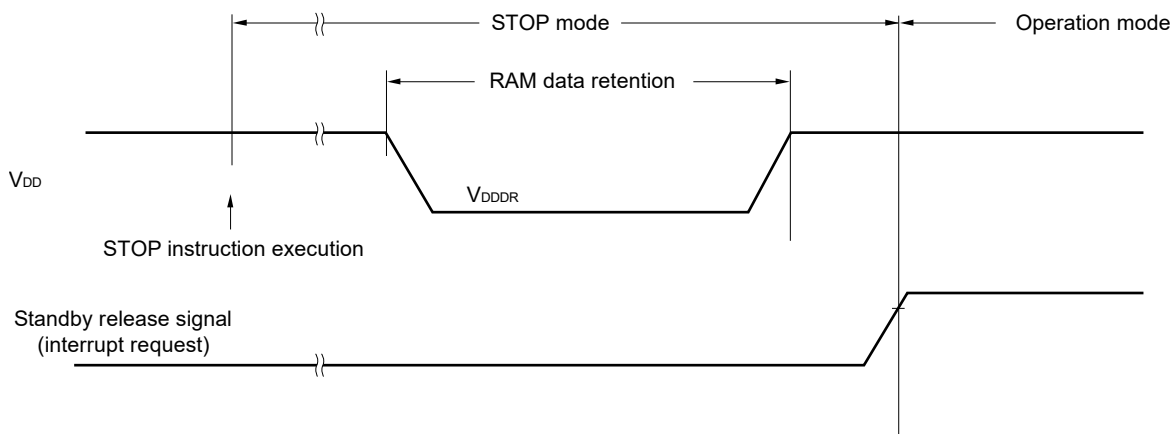 STOP mode
Operation mode
RAM data retention
VDD
VDDDR
STOP instruction execution
Standby release signal
(interrupt request)